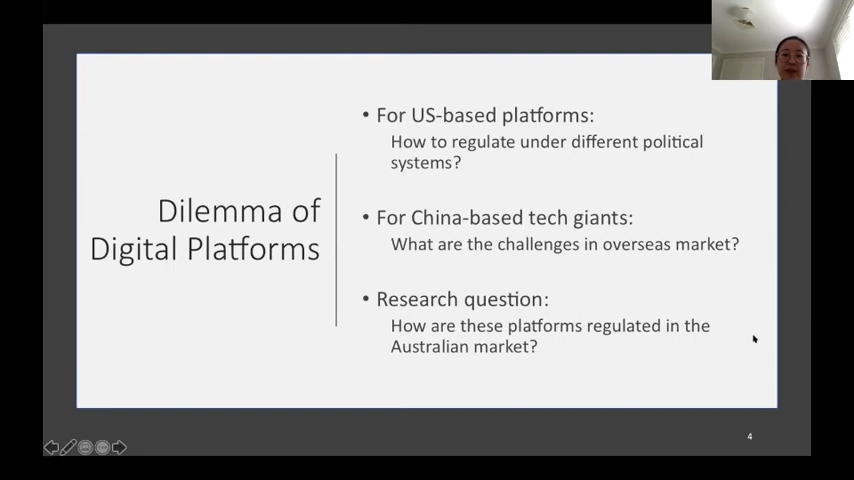 Dilemma of
Digital Platforms
• For US-based platforms:
How to regulate under different political
systems?
• For China-based tech giants:
What are the challenges in overseas market?
• Research question:
How are these platforms regulated in the
Australian market?
4